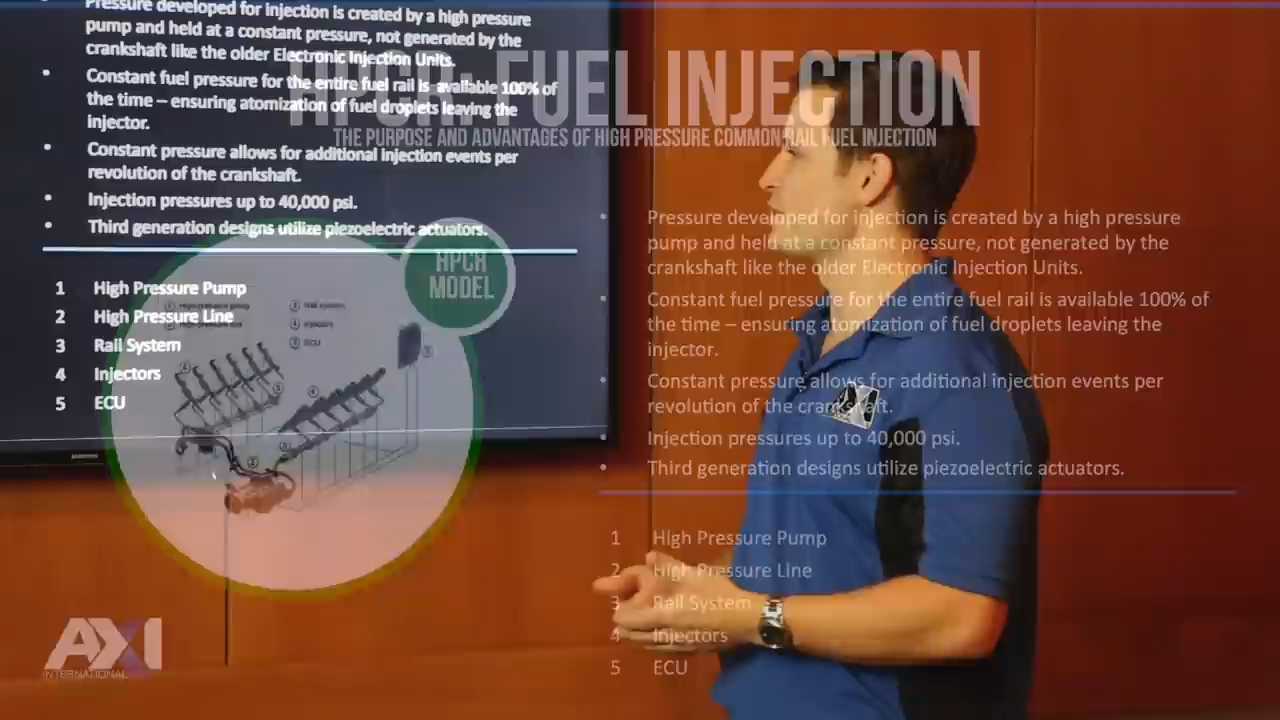 Pressure developed for injection is created by a high pressure
pump and held at a constant pressure, not generated by the
crankshaft like the older Electronic Injection Units.
• Constant fuel pressure for the entire fuel rail is available 100% of
the time – ensuring atomization of fuel droplets leaving the
injector.
• Constant pressure allows for additional injection events per
revolution of the crankshaft.
• Injection pressures up to 40,000 psi.
• Third generation designs utilize piezoelectric actuators.
1 High Pressure Pump
2 High Pressure Line
3 Rail System
4 Injectors
5 ECU
SAMSUNG
HPCR: FUEL INJECTION
THE PURPOSE AND ADVANTAGES OF HIGH PRESSURE COMMON RAIL FUEL INJECTION
HPCR
MODEL
• Pressure developed for injection is created by a high pressure
pump and held at a constant pressure, not generated by the
crankshaft like the older Electronic Injection Units.
• Constant fuel pressure for the entire fuel rail is available 100% of
the time – ensuring atomization of fuel droplets leaving the
injector.
• Constant pressure allows for additional injection events per
revolution of the crankshaft.
• Injection pressures up to 40,000 psi.
• Third generation designs utilize piezoelectric actuators.
1 High Pressure Pump
2 High Pressure Line
3 Rail System
4 Injectors
5 ECU
AXI
INTERNATIONAL